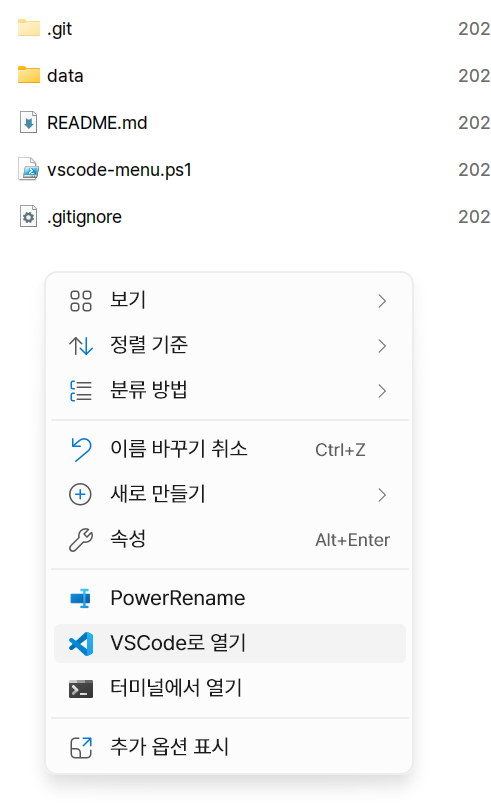 .git 202
data 202
README.md 202
vscode-menu.ps1 202
.gitignore 202
보기
정렬 기준
분류 방법
이름 바꾸기 취소 Ctrl+Z
새로 만들기
속성 Alt+Enter
PowerRename
VSCode로 열기
터미널에서 열기
추가 옵션 표시